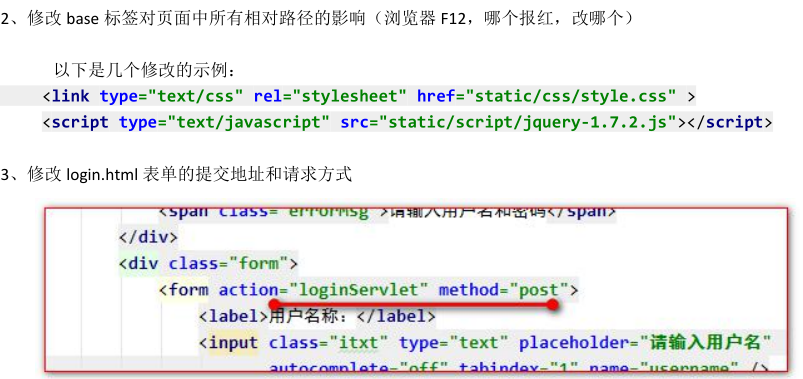 2、修改 base 标签对页面中所有相对路径的影响（浏览器 F12，哪个报红，改哪个）
以下是几个修改的示例：
<link type="text/css" rel="stylesheet" href="static/css/style.css" >
<script type="text/javascript" src="static/script/jquery-1.7.2.js"></script>
3、修改 login.html 表单的提交地址和请求方式
<span class="errorMsg">请输入用户名和密码</span>
</div>
<div class="form">
<form action="loginServlet" method="post">
<label>用户名称：</label>
<input class="itxt" type="text" placeholder="请输入用户名"
autocomplete="off" tabindex="1" name="username" />